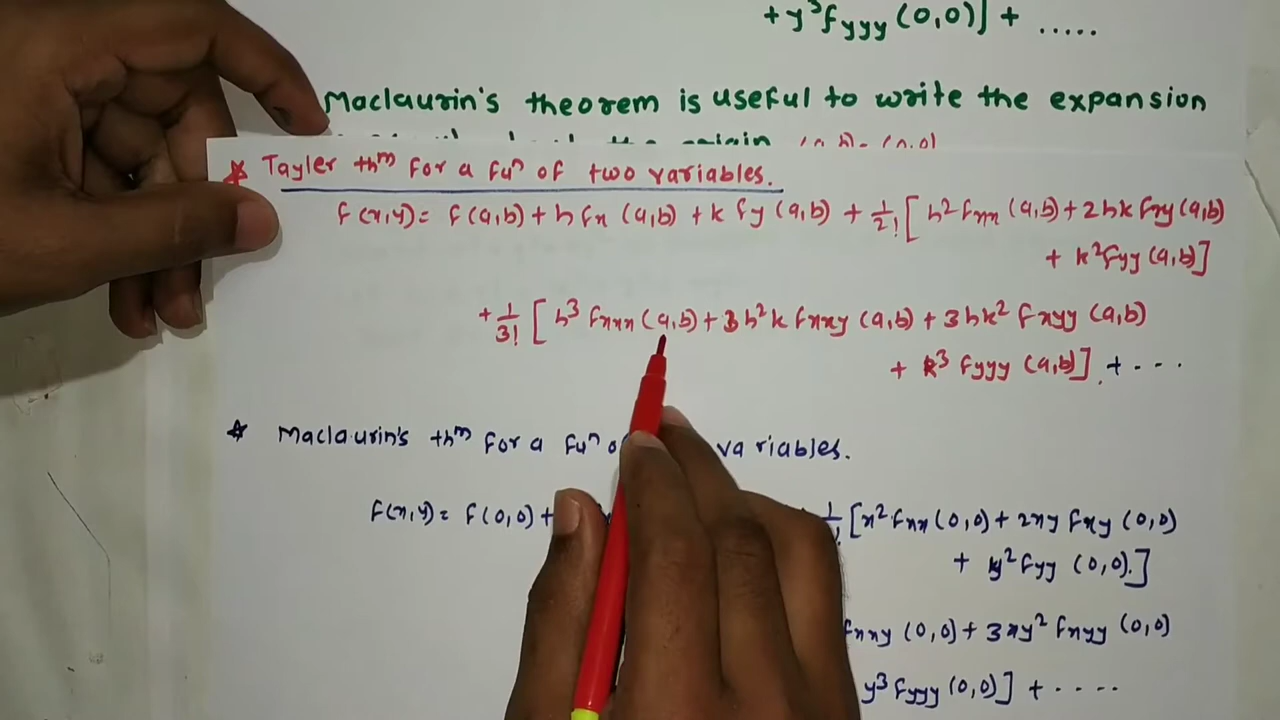 + y³ fyyy (0,0)] + .....
Maclaurin's theorem is useful to write the expansion
* Tayler thm for a fuⁿ of two variables.
f(x,y) = f(a,b) + h fx (a,b) + k fy (a,b) + 1/2! [h² fxx (a,b) + 2hk fxy (a,b)
+ k² fyy (a,b)]
+ 1/3! [h³ fxxx (a,b) + 3h²k fxxy (a,b) + 3hk² fxyy (a,b)
+ k³ fyyy (a,b)] + ...
* Maclaurin's thm for a fuⁿ variables.
f(x,y) = f(0,0) + [x² fxx (0,0) + 2xy fxy (0,0)
+ y² fyy (0,0).]
fxxy (0,0) + 3xy² fxyy (0,0)
y³ fyyy (0,0)] + ....